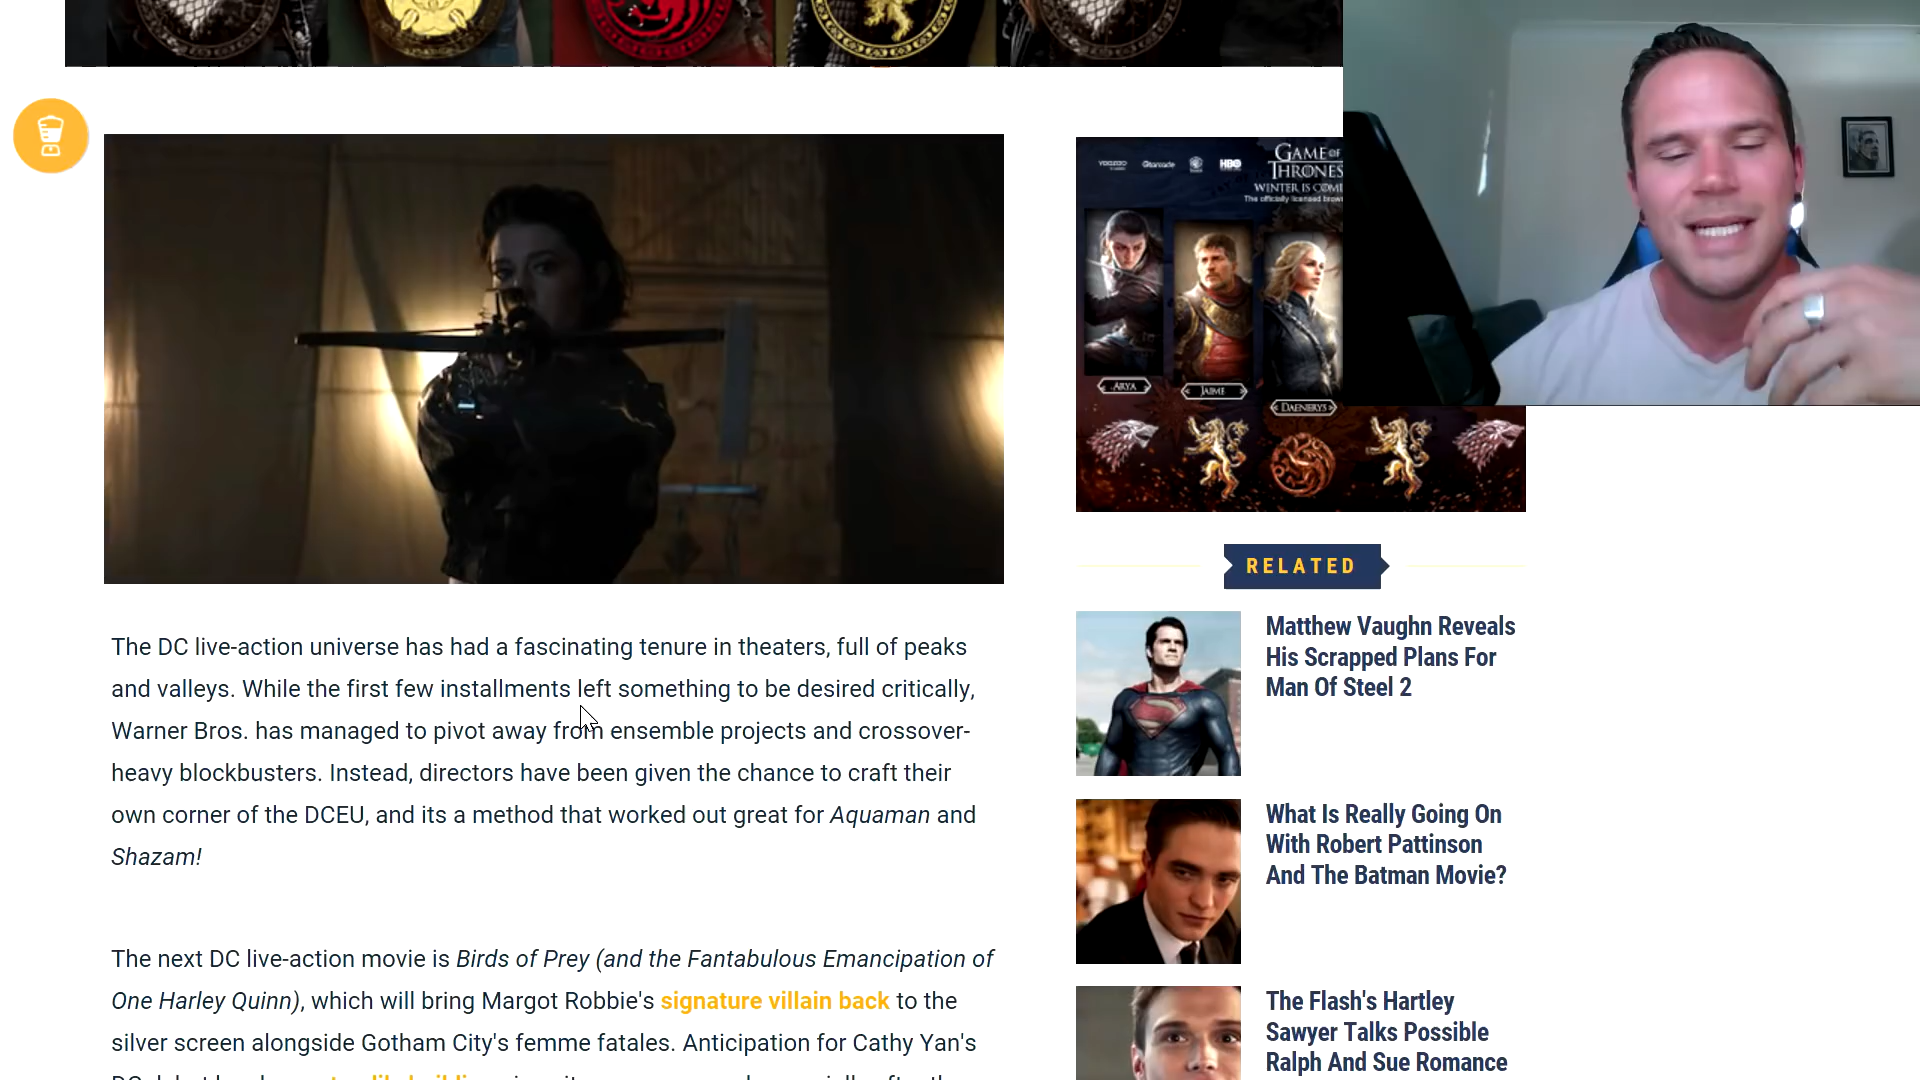 HBO
GAME OF
THRONES
WINTER IS COM
The officially licensed brow
ARYA
JAIME
DAENERYS
The DC live-action universe has had a fascinating tenure in theaters, full of peaks
and valleys. While the first few installments left something to be desired critically,
Warner Bros. has managed to pivot away from ensemble projects and crossover-
heavy blockbusters. Instead, directors have been given the chance to craft their
own corner of the DCEU, and its a method that worked out great for Aquaman and
Shazam!
The next DC live-action movie is Birds of Prey (and the Fantabulous Emancipation of
One Harley Quinn), which will bring Margot Robbie's signature villain back to the
silver screen alongside Gotham City's femme fatales. Anticipation for Cathy Yan's
RELATED
Matthew Vaughn Reveals
His Scrapped Plans For
Man Of Steel 2
What Is Really Going On
With Robert Pattinson
And The Batman Movie?
The Flash's Hartley
Sawyer Talks Possible
Ralph And Sue Romance